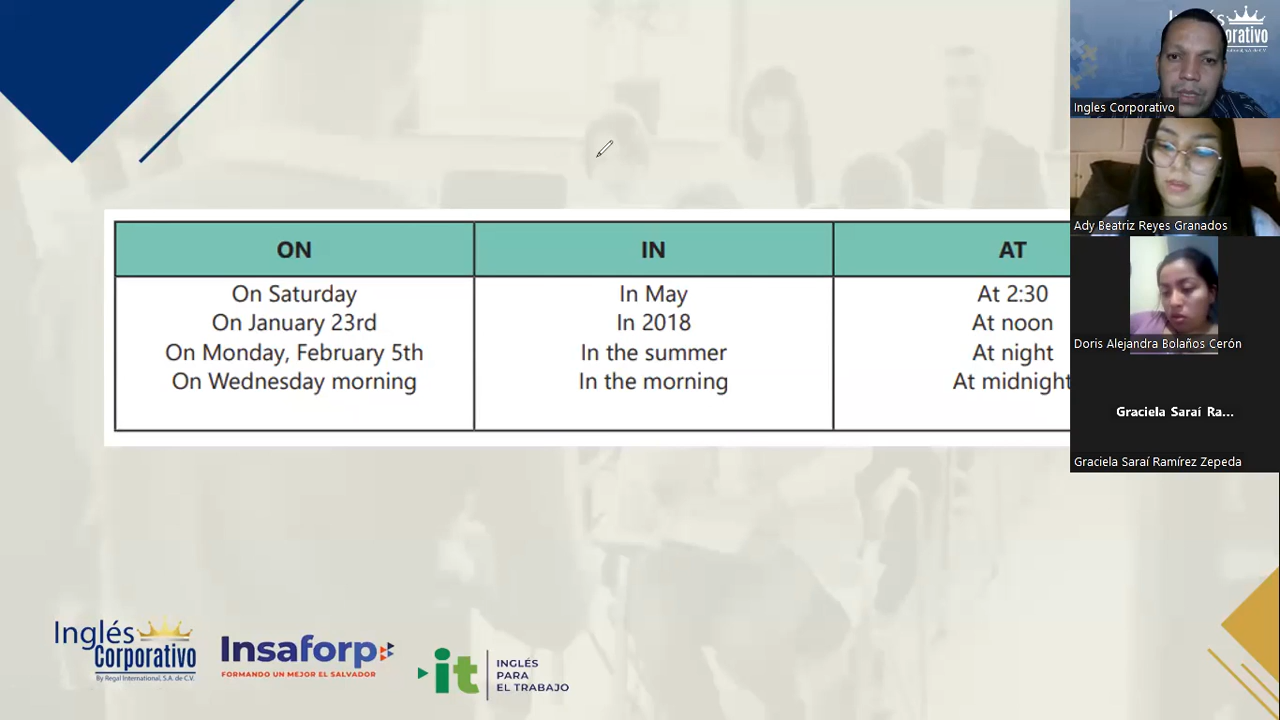 ON
IN
AT
On Saturday
On January 23rd
On Monday, February 5th
On Wednesday morning
In May
In 2018
In the summer
In the morning
At 2:30
At noon
At night
At midnight
Ingles Corporativo
Ady Beatriz Reyes Granados
Doris Alejandra Bolaños Cerón
Graciela Saraí Ra...
Graciela Saraí Ramírez Zepeda
Inglés
Corporativo
By Regal International, S.A. de C.V.
Insaforp
FORMANDO UN MEJOR EL SALVADOR
it
INGLÉS
PARA
EL TRABAJO